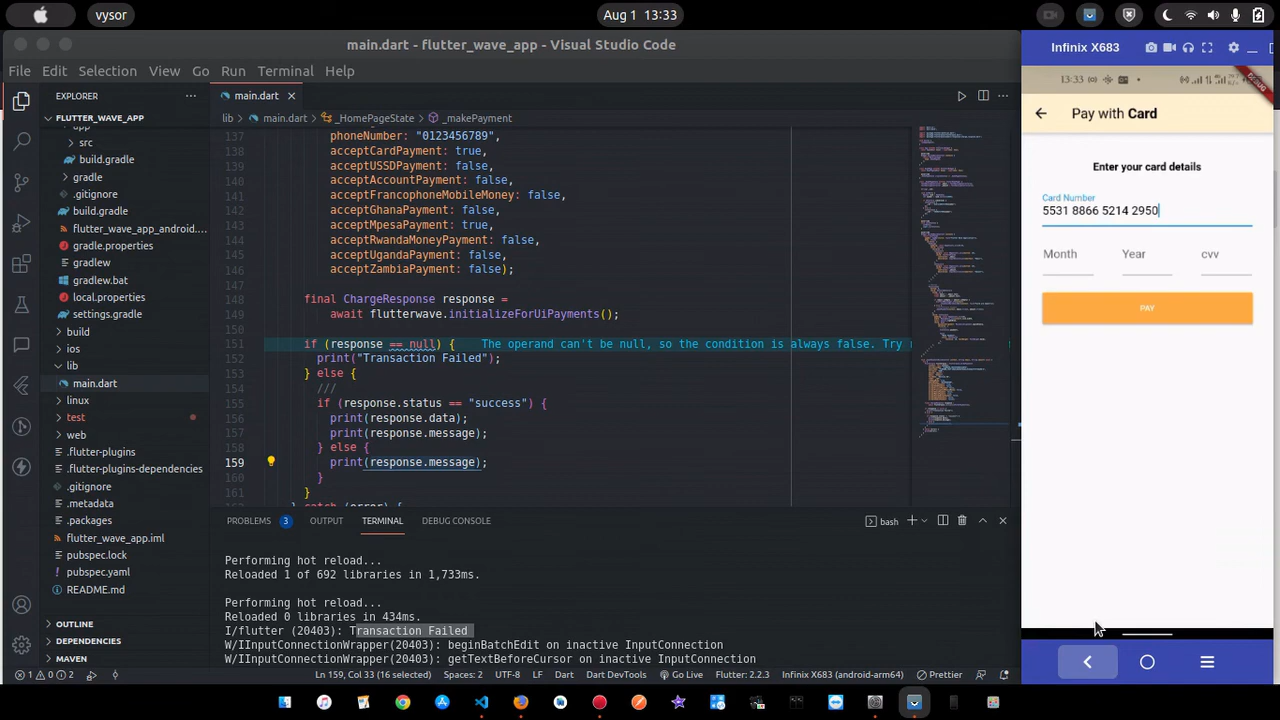 vysor
Aug 1 13:33
main.dart - flutter_wave_app - Visual Studio Code
File Edit Selection View Go Run Terminal Help
EXPLORER
FLUTTER_WAVE_APP
app
src
build.gradle
gradle
.gitignore
build.gradle
flutter_wave_app_android....
gradle.properties
gradlew
gradlew.bat
local.properties
settings.gradle
build
ios
lib
main.dart
linux
test
web
.flutter-plugins
.flutter-plugins-dependencies
.gitignore
.metadata
.packages
flutter_wave_app.iml
pubspec.lock
pubspec.yaml
README.md
OUTLINE
DEPENDENCIES
MAVEN
main.dart
lib > main.dart > _HomePageState > _makePayment
137 phoneNumber: "0123456789",
138 acceptCardPayment: true,
139 acceptUSSDPayment: false,
140 acceptAccountPayment: false,
141 acceptFrancophoneMobileMoney: false,
142 acceptGhanaPayment: false,
143 acceptMpesaPayment: true,
144 acceptRwandaMoneyPayment: false,
145 acceptUgandaPayment: false,
146 acceptZambiaPayment: false);
147
148 final ChargeResponse response =
149 await flutterwave.initializeForUiPayments();
150
151 if (response == null) { The operand can't be null, so the condition is always false. Try
152 print("Transaction Failed");
153 } else {
154 ///
155 if (response.status == "success") {
156 print(response.data);
157 print(response.message);
158 } else {
159 print(response.message);
160 }
161 }
} catch (error) {
PROBLEMS 3 OUTPUT TERMINAL DEBUG CONSOLE
bash
Performing hot reload...
Reloaded 1 of 692 libraries in 1,733ms.
Performing hot reload...
Reloaded 0 libraries in 434ms.
I/flutter (20403): Transaction Failed
W/IInputConnectionWrapper(20403): beginBatchEdit on inactive InputConnection
W/IInputConnectionWrapper(20403): getTextBeforeCursor on inactive InputConnection
1 0 2 Ln 159, Col 33 (16 selected) Spaces: 2 UTF-8 LF Dart Dart DevTools Go Live Flutter: 2.2.3 Infinix X683 (android-arm64) Prettier
Infinix X683
13:33
DEBUG
Pay with Card
Enter your card details
Card Number
5531 8866 5214 2950
Month Year cvv
PAY